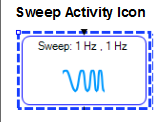 Sweep Activity Icon
Sweep: 1 Hz , 1 Hz